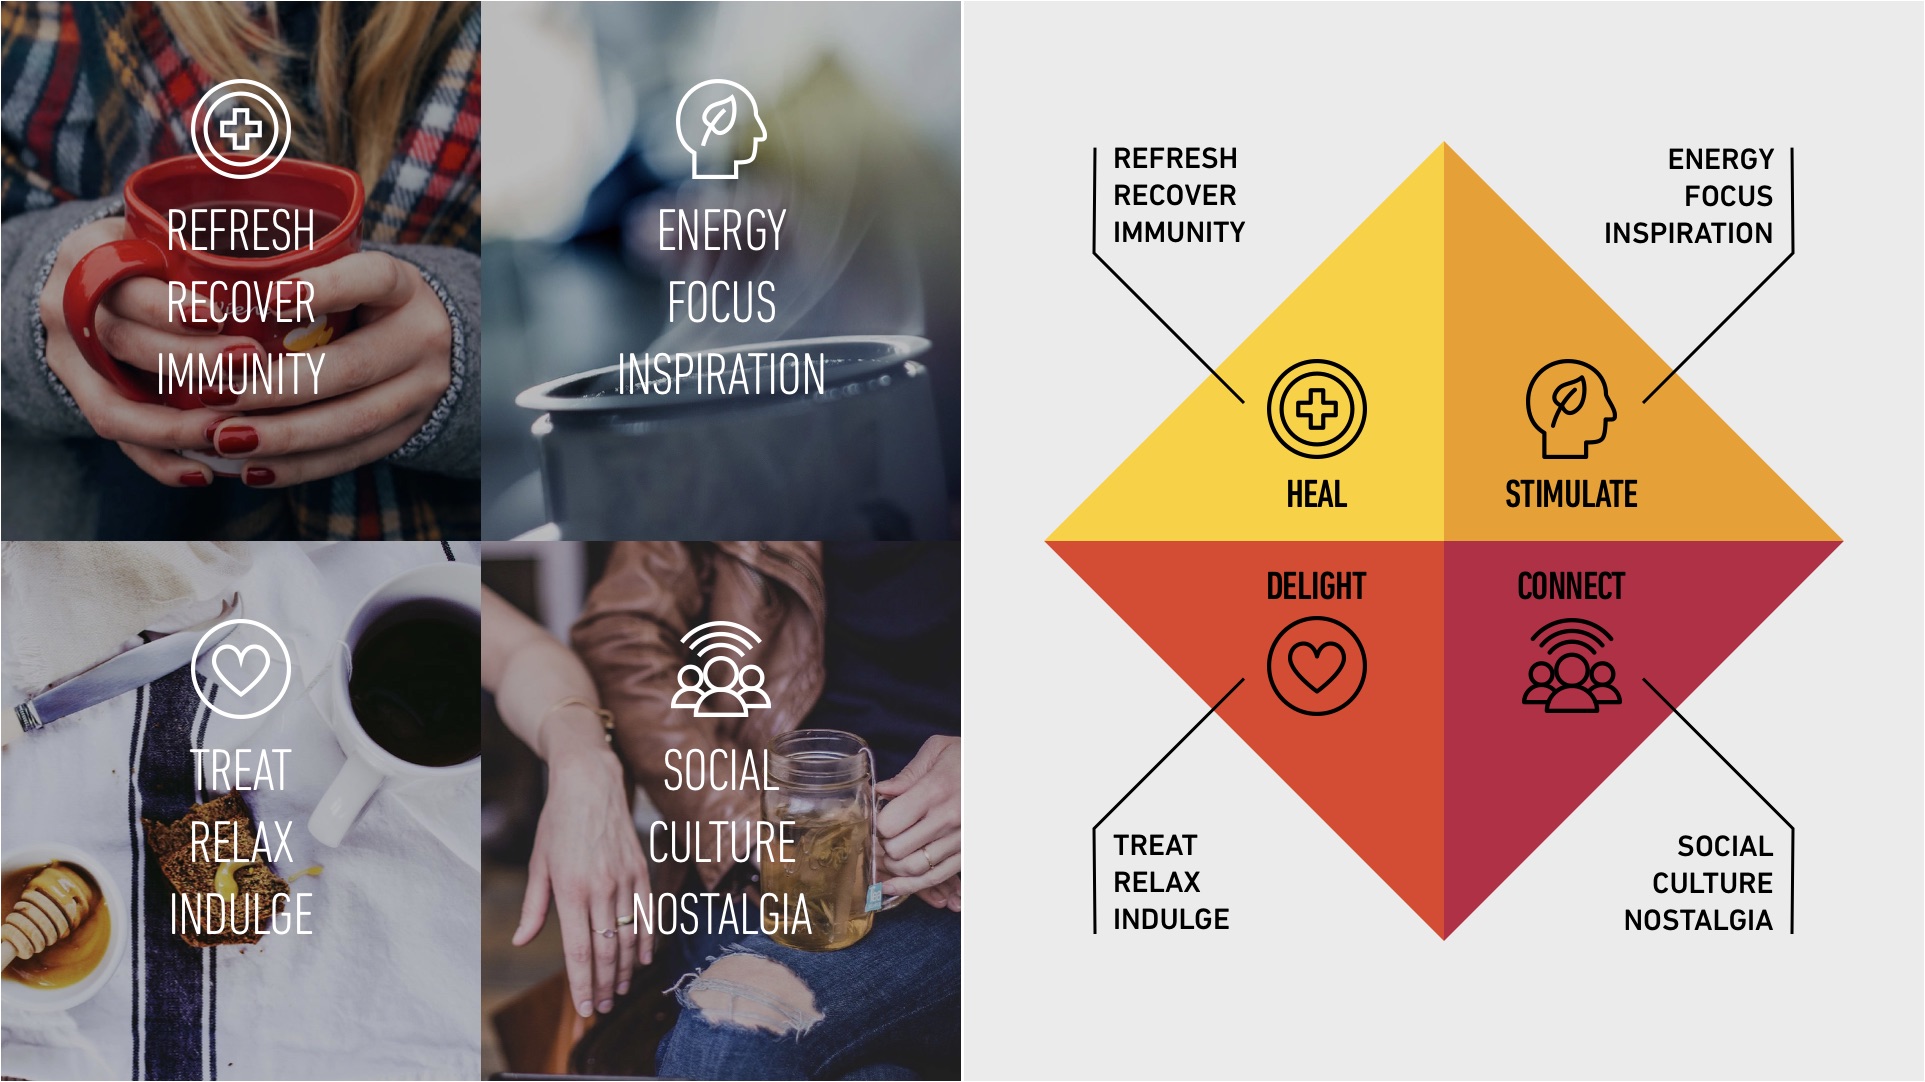 REFRESH
RECOVER
IMMUNITY
ENERGY
FOCUS
INSPIRATION
TREAT
RELAX
INDULGE
SOCIAL
CULTURE
NOSTALGIA
REFRESH
RECOVER
IMMUNITY
ENERGY
FOCUS
INSPIRATION
HEAL
STIMULATE
DELIGHT
CONNECT
TREAT
RELAX
INDULGE
SOCIAL
CULTURE
NOSTALGIA